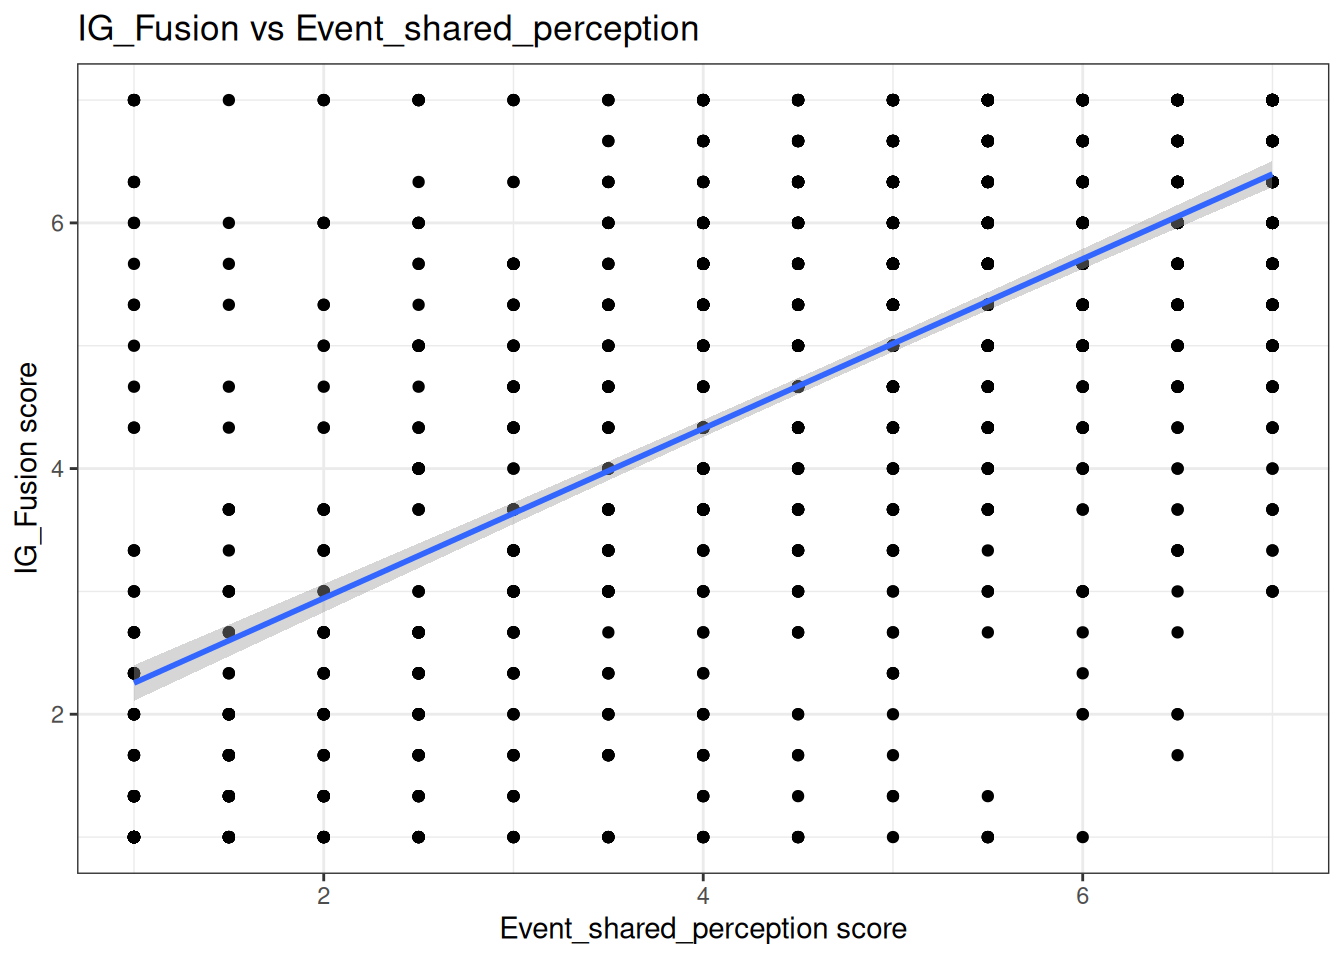 IG_Fusion vs Event_shared_perception
IG_Fusion score
6
4
2
2 4 6
Event_shared_perception score